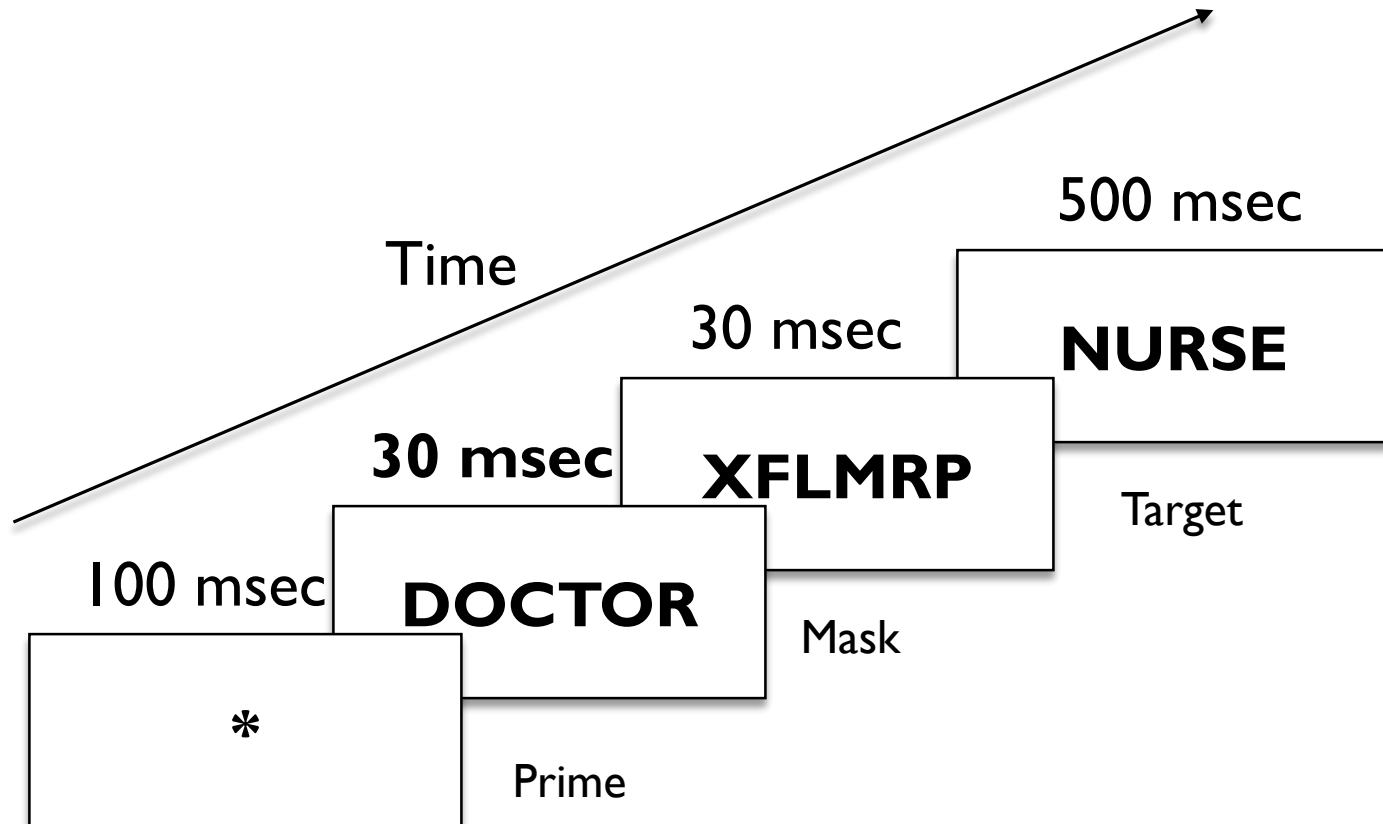 500 msec
Time
30 msec
NURSE
30 msec
XFLMRP
Target
100 msec
DOCTOR
Mask
*
Prime